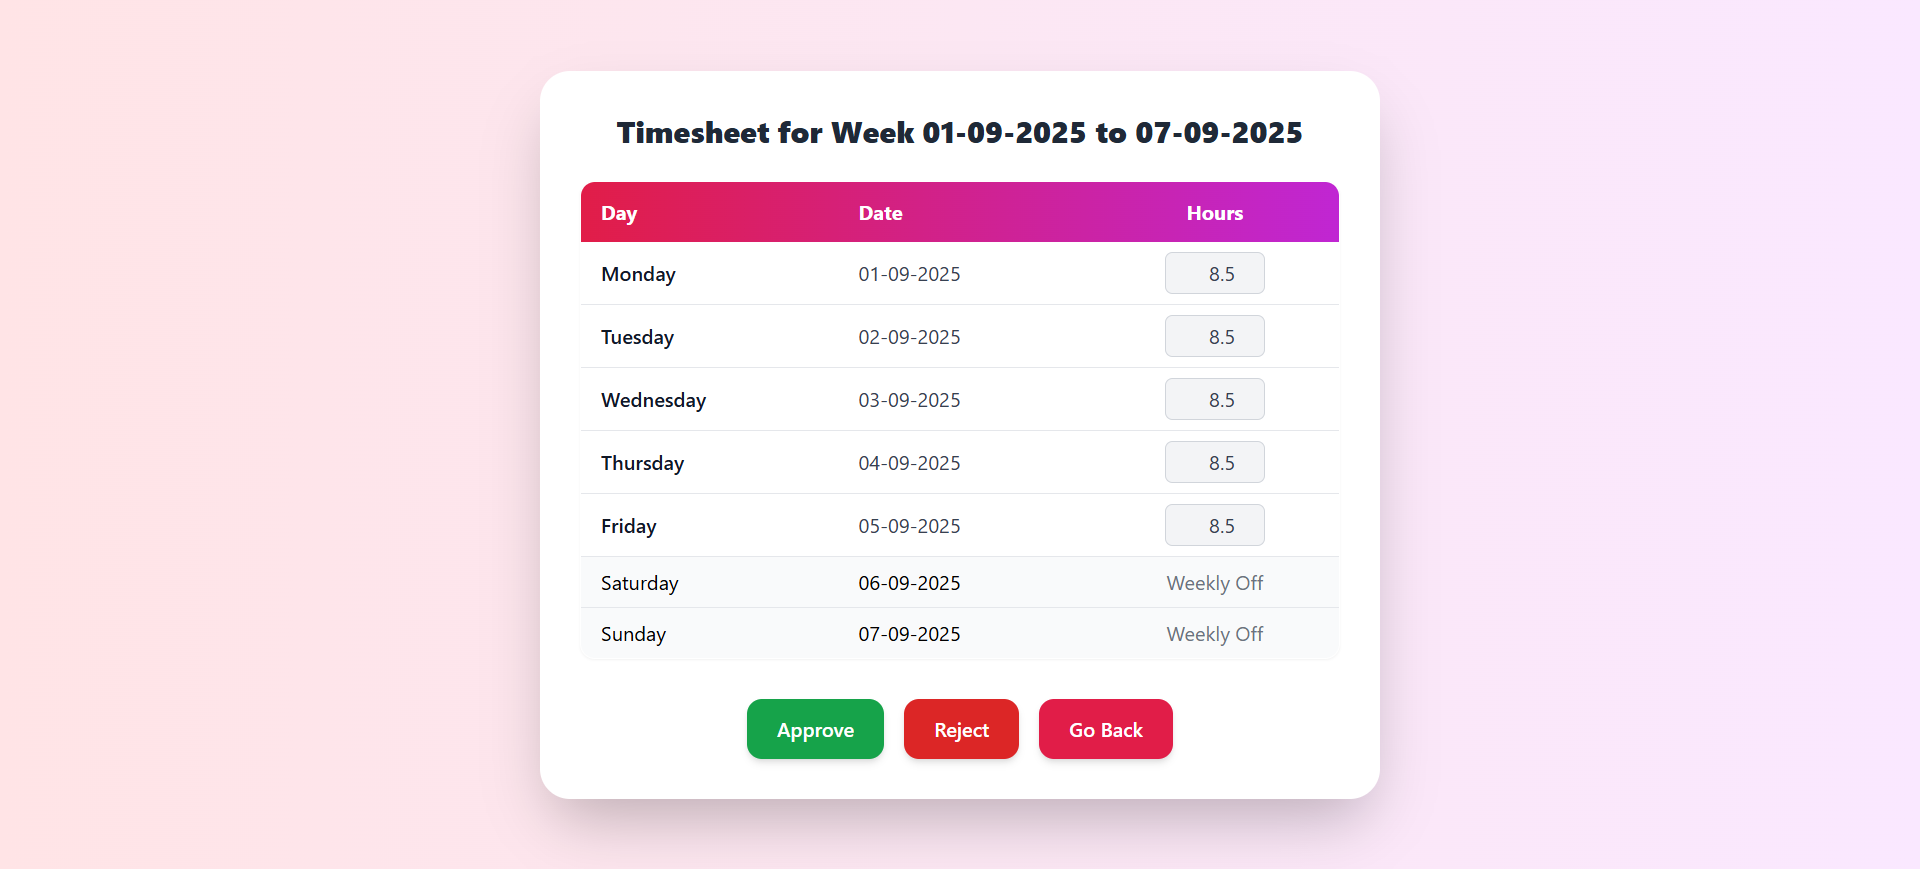 Timesheet for Week 01-09-2025 to 07-09-2025
Day Date Hours
Monday 01-09-2025 8.5
Tuesday 02-09-2025 8.5
Wednesday 03-09-2025 8.5
Thursday 04-09-2025 8.5
Friday 05-09-2025 8.5
Saturday 06-09-2025 Weekly Off
Sunday 07-09-2025 Weekly Off
Approve Reject Go Back